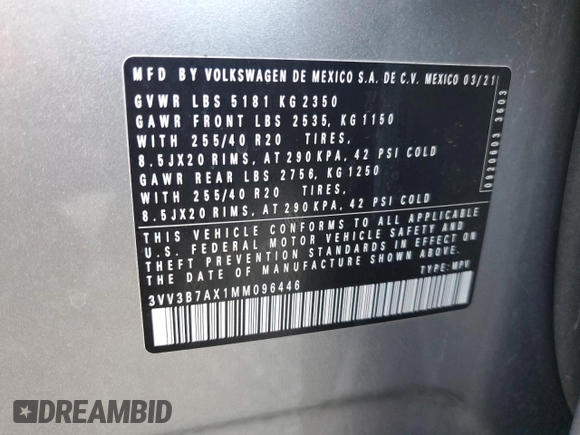 MFD BY VOLKSWAGEN DE MEXICO S.A. DE C.V. MEXICO 03/21
GVWR LBS 5181 KG 2350
GAWR FRONT LBS 2535, KG 1150
WITH 255/40 R20 TIRES,
8.5JX20 RIMS, AT 290 KPA, 42 PSI COLD
GAWR REAR LBS 2756, KG 1250
WITH 255/40 R20 TIRES,
8.5JX20 RIMS, AT 290 KPA, 42 PSI COLD
THIS VEHICLE CONFORMS TO ALL APPLICABLE
U.S. FEDERAL MOTOR VEHICLE SAFETY AND
THEFT PREVENTION STANDARDS IN EFFECT ON
THE DATE OF MANUFACTURE SHOWN ABOVE.
3VV3B7AX1MM096446
TYPE: MPV
0020603 3603
DREAMBID